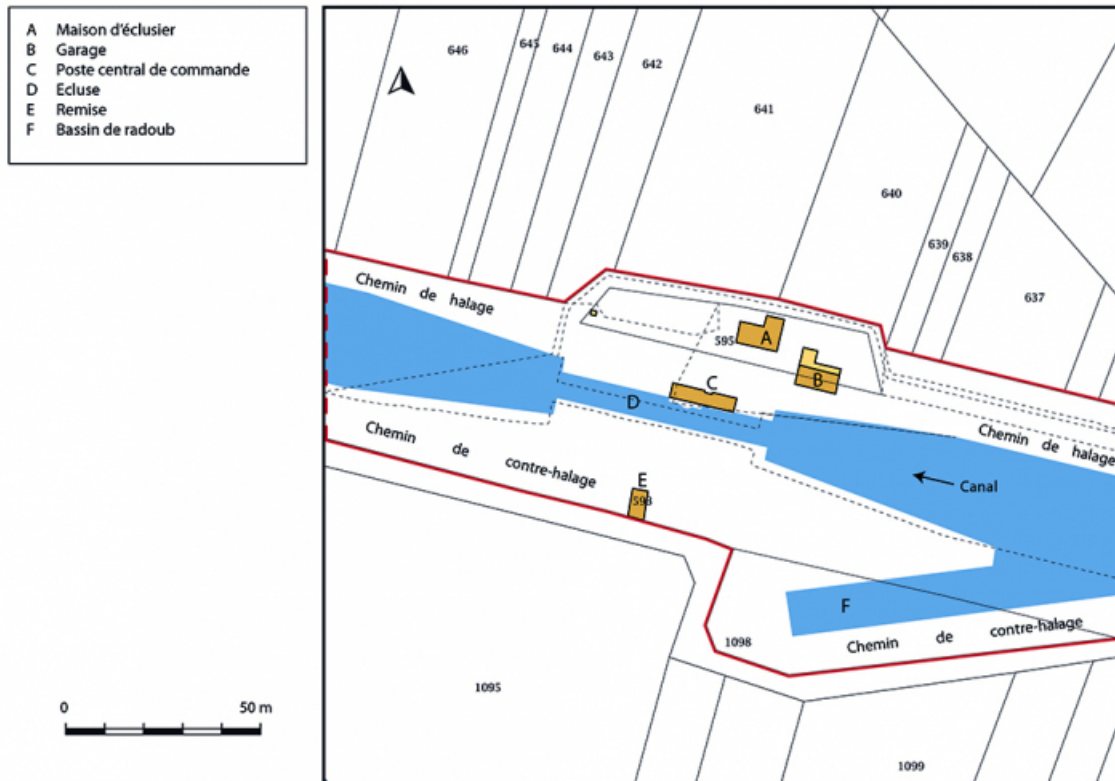 A Maison d'éclusier
B Garage
C Poste central de commande
D Ecluse
E Remise
F Bassin de radoub
646
645
644
643
642
641
640
639
638
637
Chemin de halage
595
A
B
C
D
Chemin de halage
Chemin de contre-halage
E
593
Canal
F
1098
Chemin de contre-halage
1095
1099
0 50 m